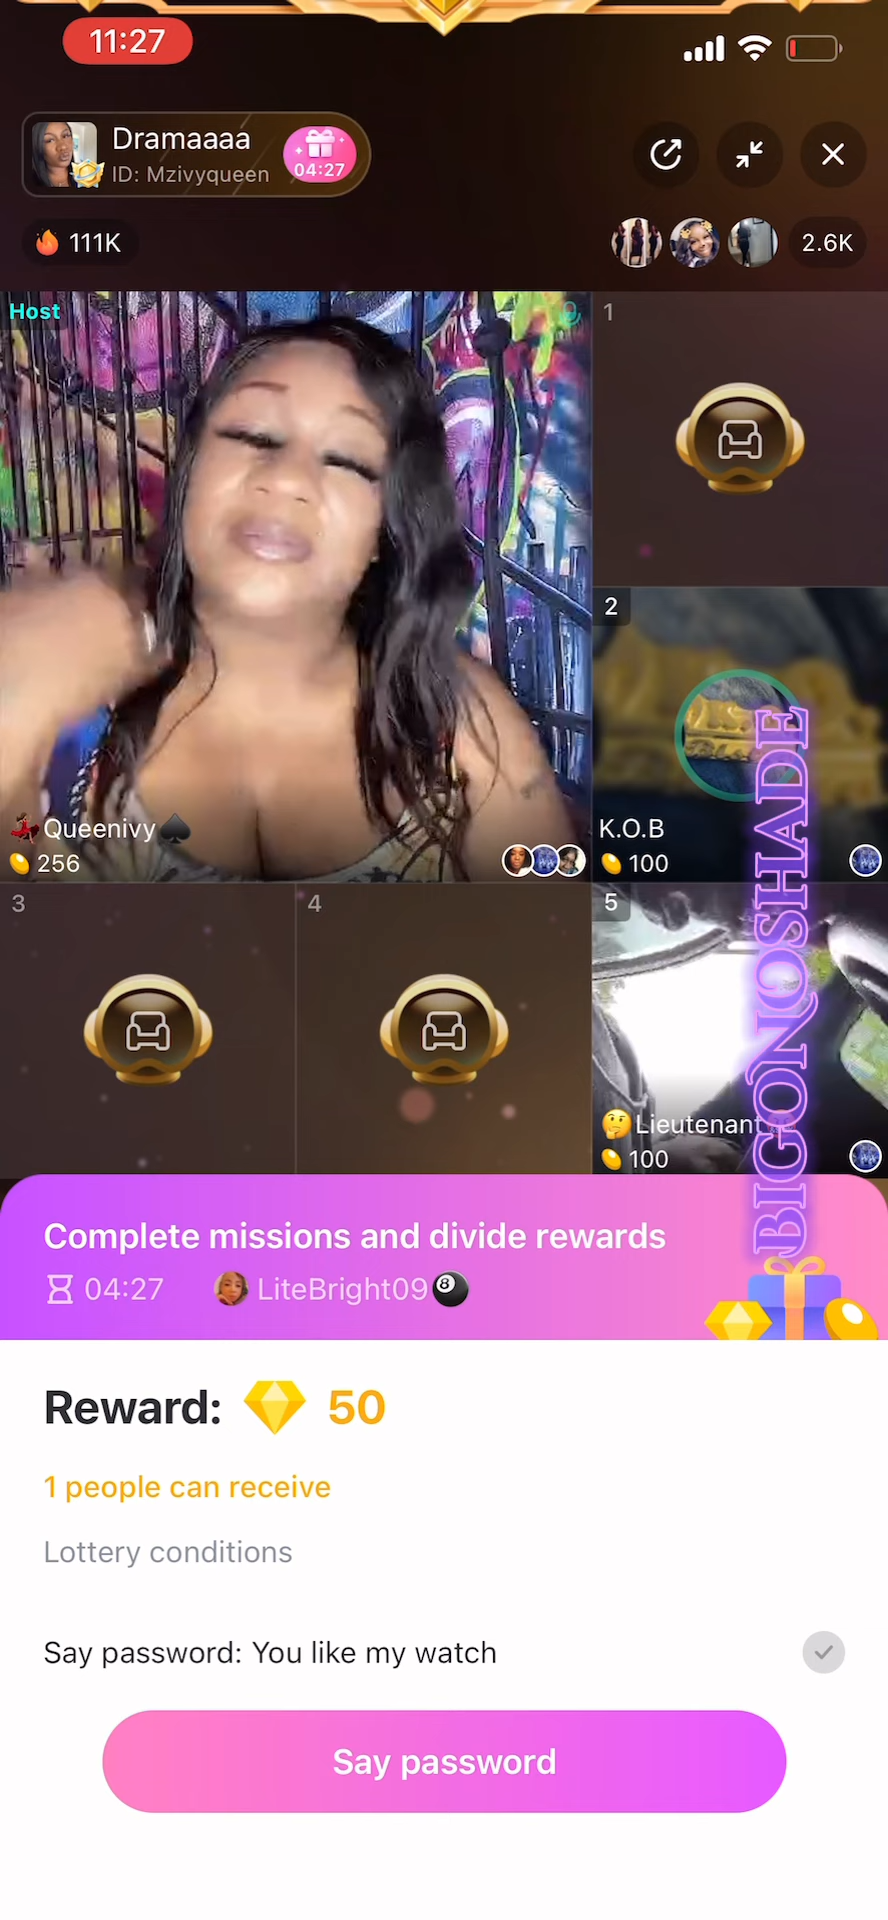 11:27
Dramaaaa
ID: Mzivyqueen
04:27
111K
2.6K
Host
1
2
Queenivy
256
K.O.B
100
3
4
5
Lieutenant
100
BIGONOSHADE
Complete missions and divide rewards
04:27
LiteBright09
8
Reward: 50
1 people can receive
Lottery conditions
Say password: You like my watch
Say password